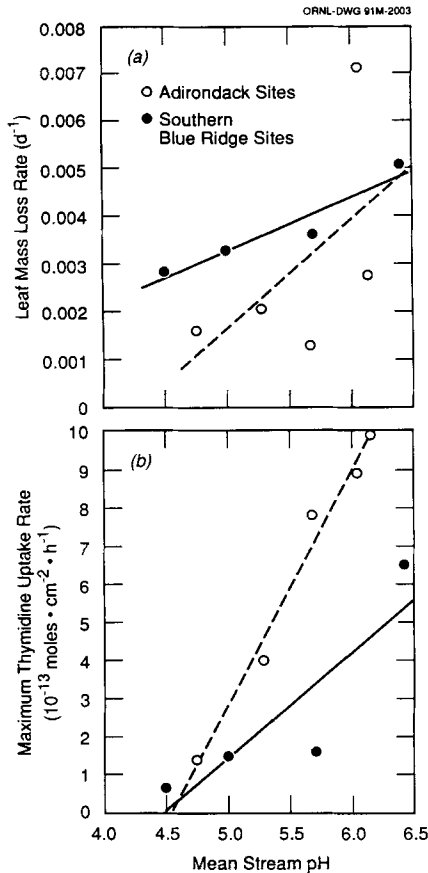 ORNL-DWG 91M-2003
0.008
0.007
0.006
0.005
0.004
0.003
0.002
0.001
0
Leaf Mass Loss Rate (d⁻¹)
(a)
Adirondack Sites
Southern
Blue Ridge Sites
10
9
8
7
6
5
4
3
2
1
0
Maximum Thymidine Uptake Rate
(10⁻¹³ moles • cm⁻² • h⁻¹)
(b)
4.0 4.5 5.0 5.5 6.0 6.5
Mean Stream pH